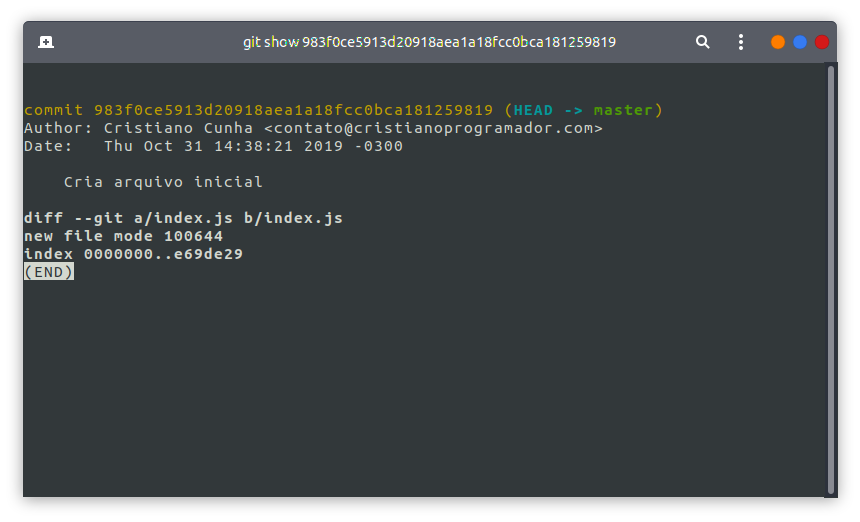 git show 983f0ce5913d20918aea1a18fcc0bca181259819
commit 983f0ce5913d20918aea1a18fcc0bca181259819 (HEAD -> master)
Author: Cristiano Cunha <contato@cristianoprogramador.com>
Date:   Thu Oct 31 14:38:21 2019 -0300
    Cria arquivo inicial
diff --git a/index.js b/index.js
new file mode 100644
index 0000000..e69de29
(END)